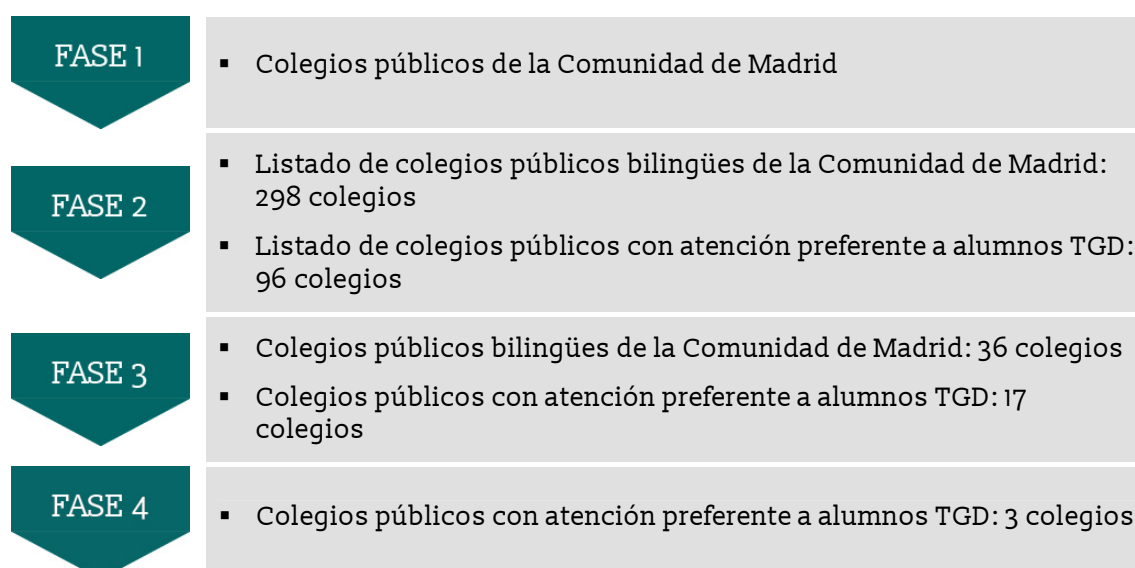 FASE 1
▪ Colegios públicos de la Comunidad de Madrid
FASE 2
▪ Listado de colegios públicos bilingües de la Comunidad de Madrid:
298 colegios
▪ Listado de colegios públicos con atención preferente a alumnos TGD:
96 colegios
FASE 3
▪ Colegios públicos bilingües de la Comunidad de Madrid: 36 colegios
▪ Colegios públicos con atención preferente a alumnos TGD: 17
colegios
FASE 4
▪ Colegios públicos con atención preferente a alumnos TGD: 3 colegios